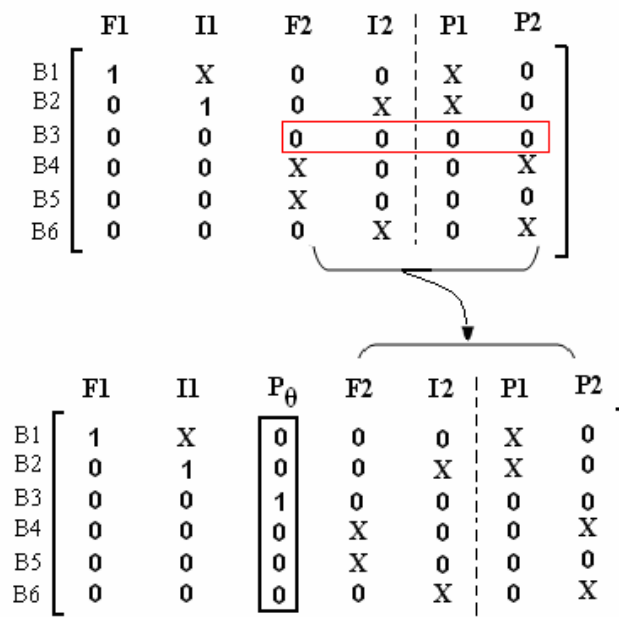 F1 I1 F2 I2 P1 P2
B1 1 X 0 0 X 0
B2 0 1 0 X X 0
B3 0 0 0 0 0 0
B4 0 0 X 0 0 X
B5 0 0 X 0 0 0
B6 0 0 0 X 0 X
F1 I1 Pθ F2 I2 P1 P2
B1 1 X 0 0 0 X 0
B2 0 1 0 0 X X 0
B3 0 0 1 0 0 0 0
B4 0 0 0 X 0 0 X
B5 0 0 0 X 0 0 0
B6 0 0 0 0 X 0 X